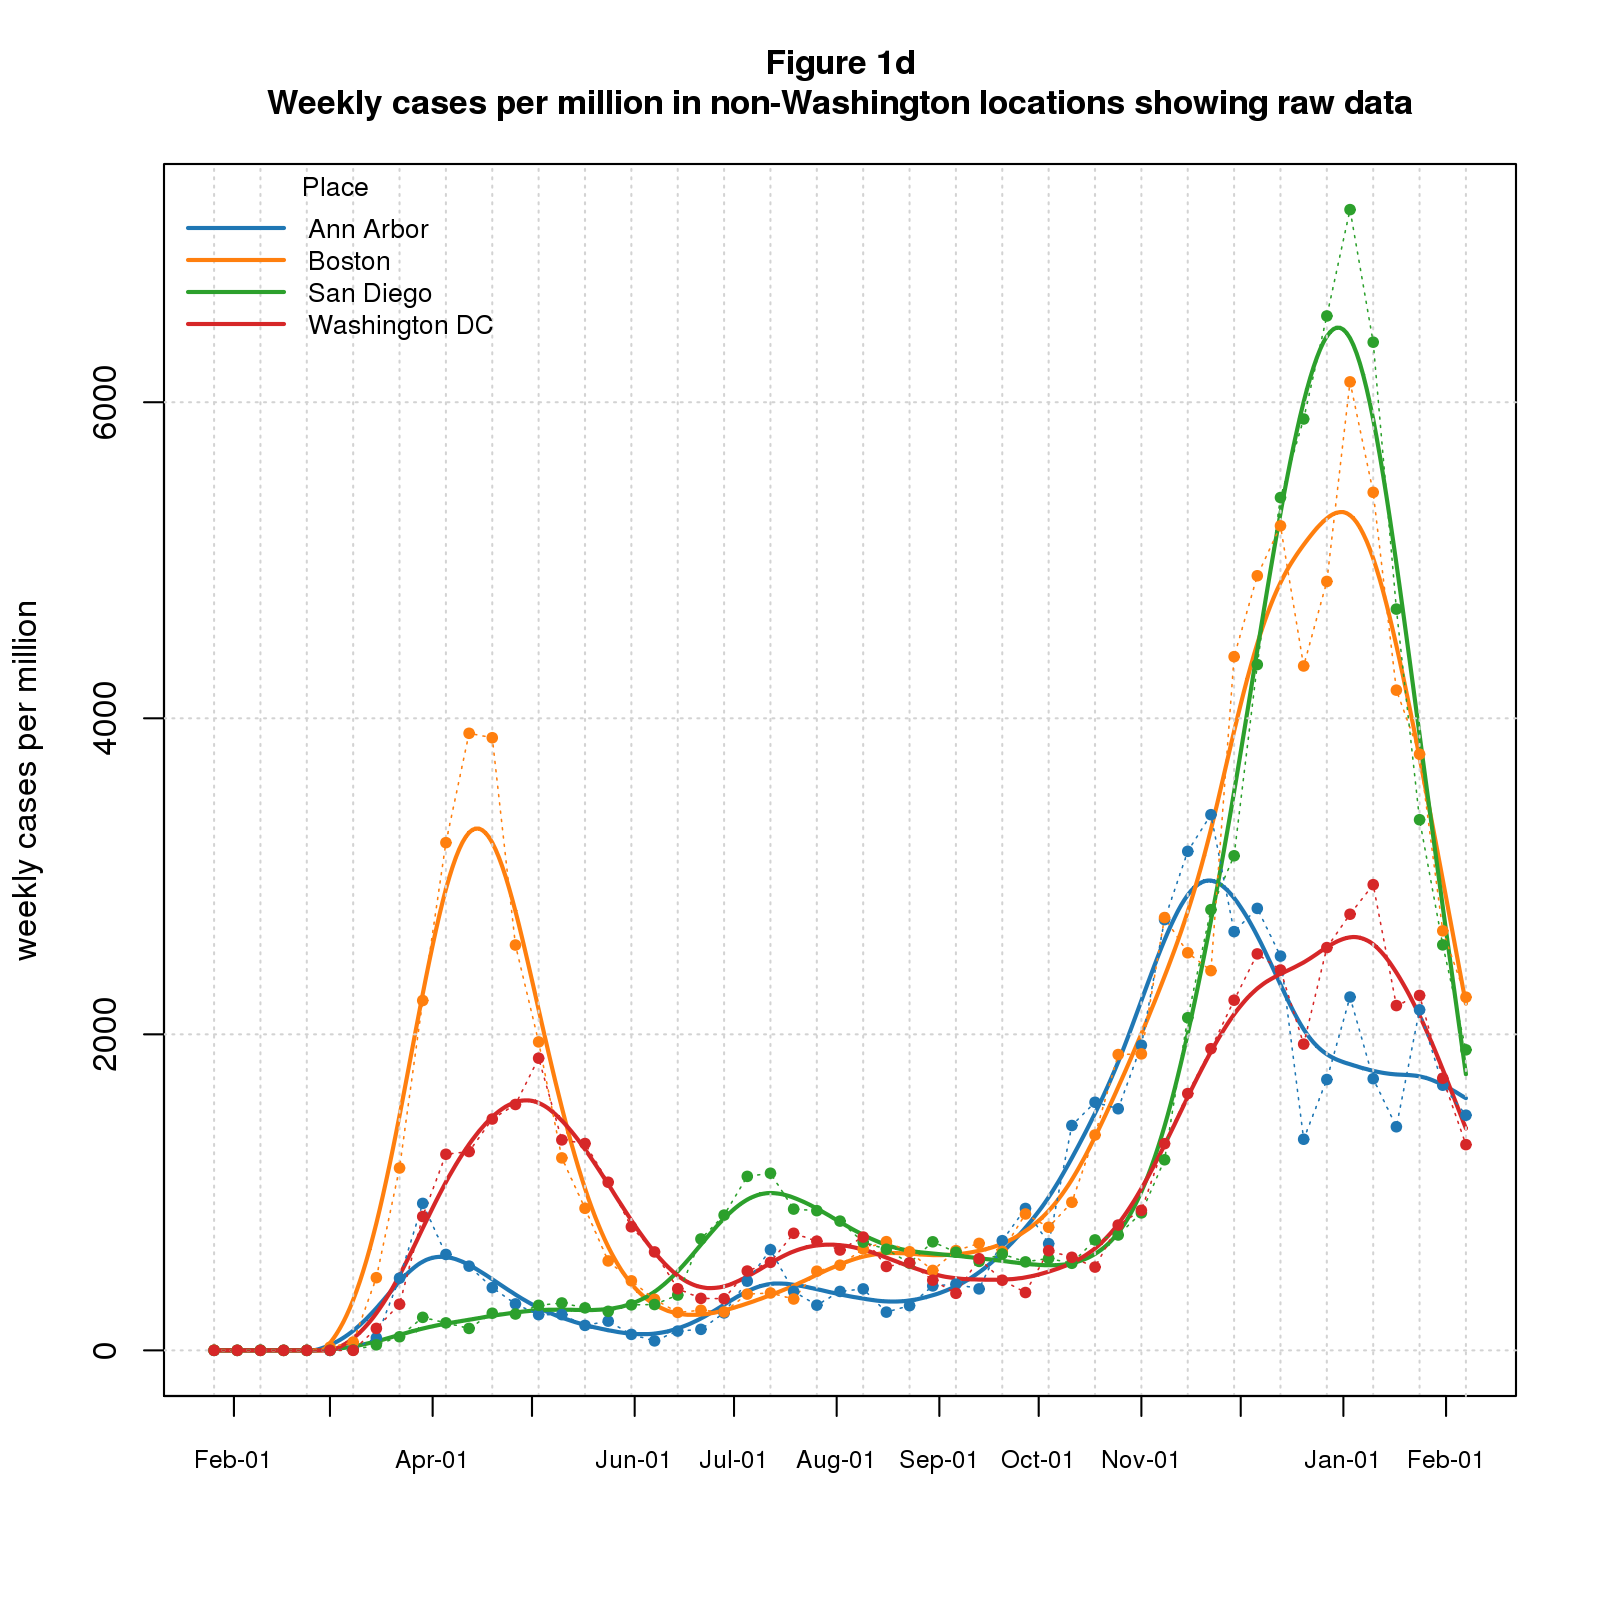 Figure 1d
Weekly cases per million in non-Washington locations showing raw data
Place
Ann Arbor
Boston
San Diego
Washington DC
weekly cases per million
6000
4000
2000
0
Feb-01 Apr-01 Jun-01 Jul-01 Aug-01 Sep-01 Oct-01 Nov-01 Jan-01 Feb-01